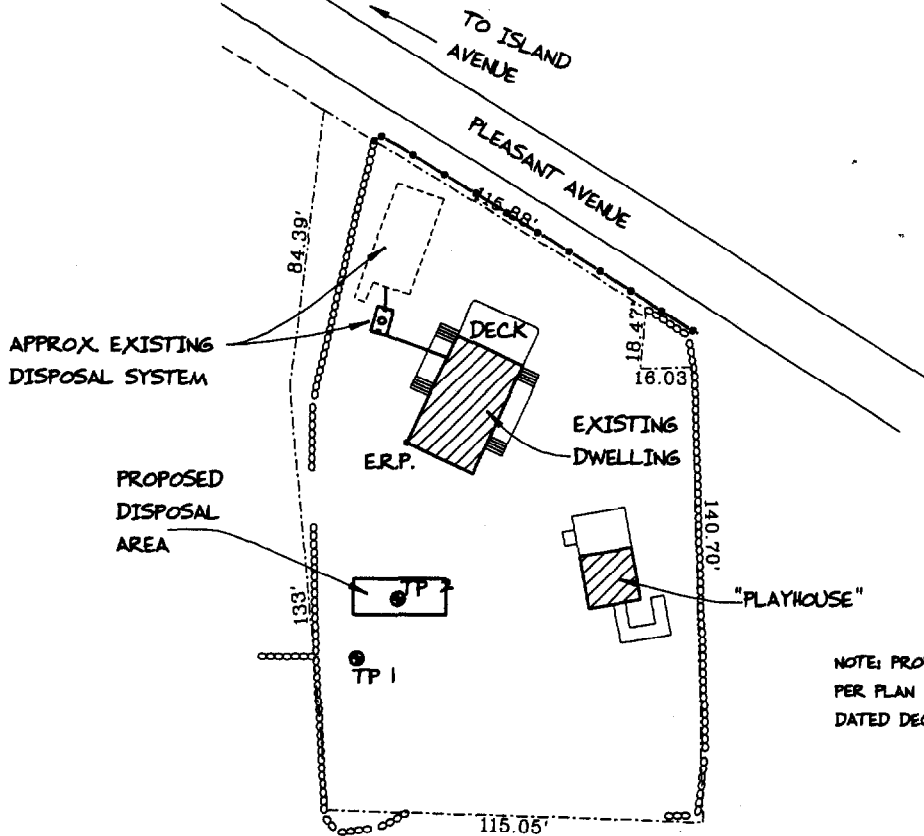 TO ISLAND
AVENUE
PLEASANT AVENUE
115.88'
84.39'
DECK
18.47'
16.03
APPROX. EXISTING
DISPOSAL SYSTEM
EXISTING
DWELLING
E.R.P.
PROPOSED
DISPOSAL
AREA
140.70'
TP 2
"PLAYHOUSE"
133'
TP 1
NOTE: PRO
PER PLAN
DATED DEC
115.05'